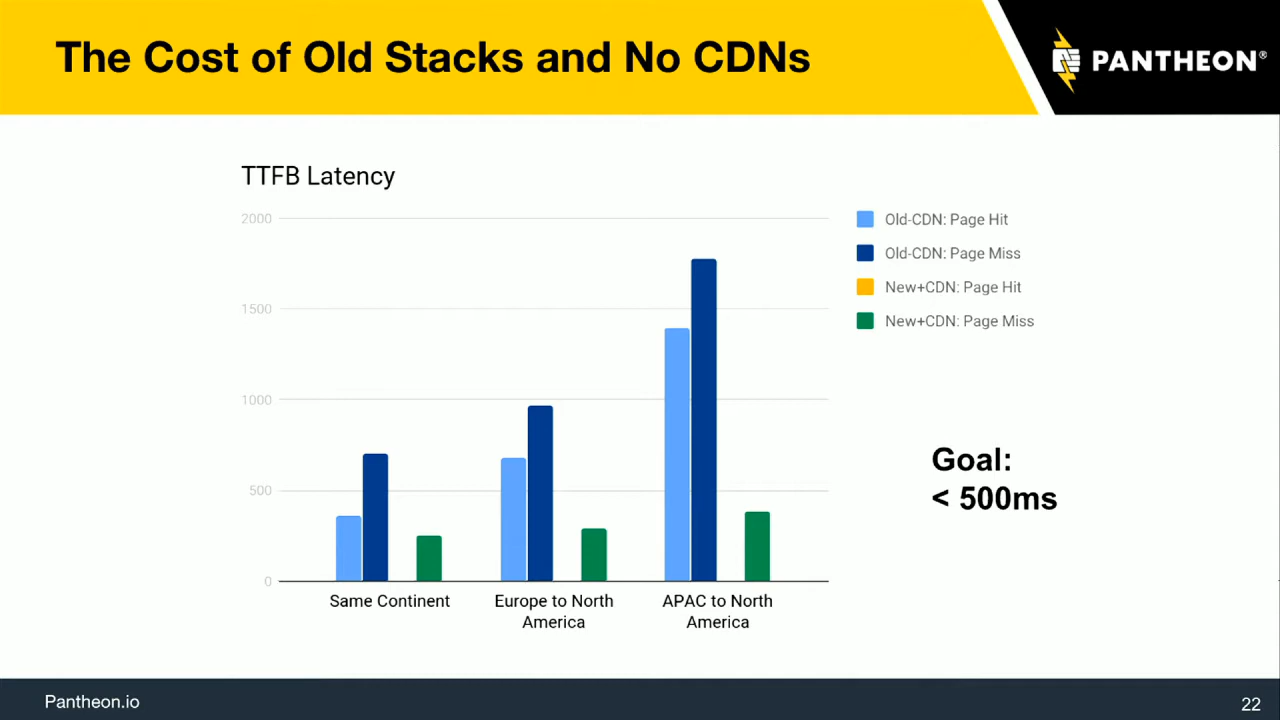 The Cost of Old Stacks and No CDNs
PANTHEON®
TTFB Latency
2000
1500
1000
500
0
Old-CDN: Page Hit
Old-CDN: Page Miss
New+CDN: Page Hit
New+CDN: Page Miss
Goal:
< 500ms
Same Continent
Europe to North
America
APAC to North
America
Pantheon.io
22